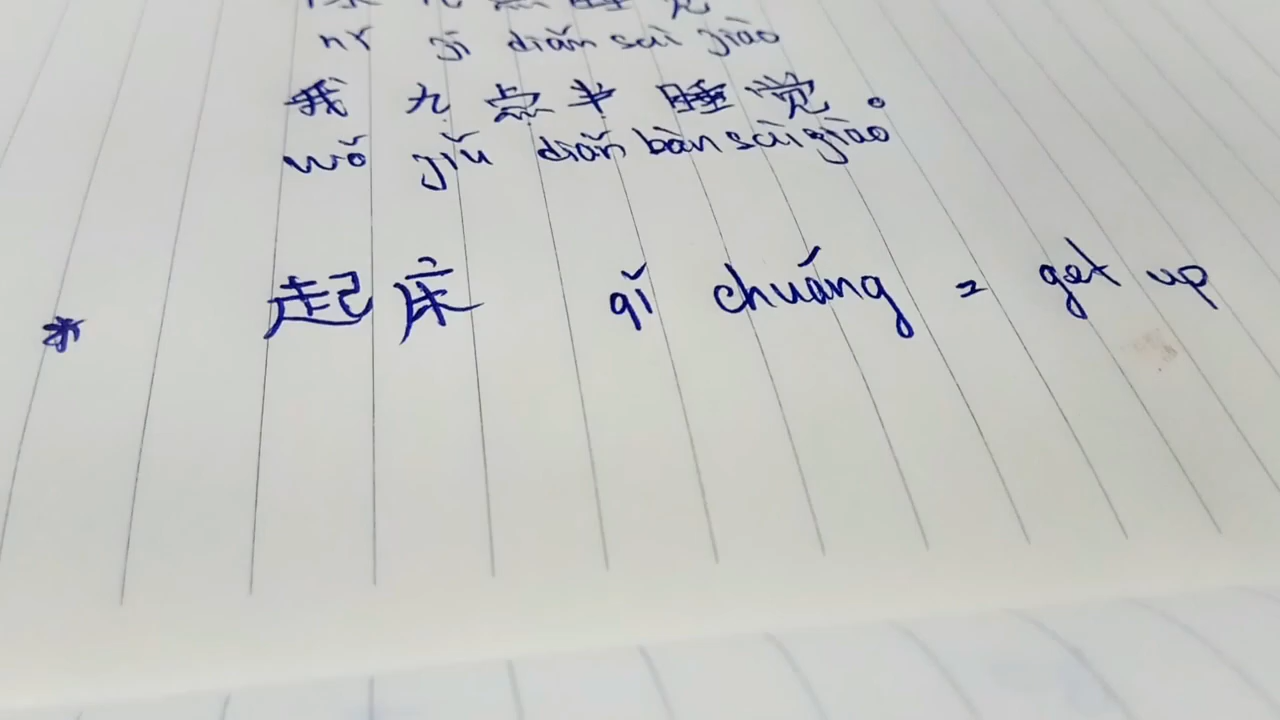 nǐ jǐ diǎn sùi jiào
我 九 点 半 睡 觉 。
wǒ jiǔ diǎn bàn sùi jiào
* 起床 qǐ chuáng = get up